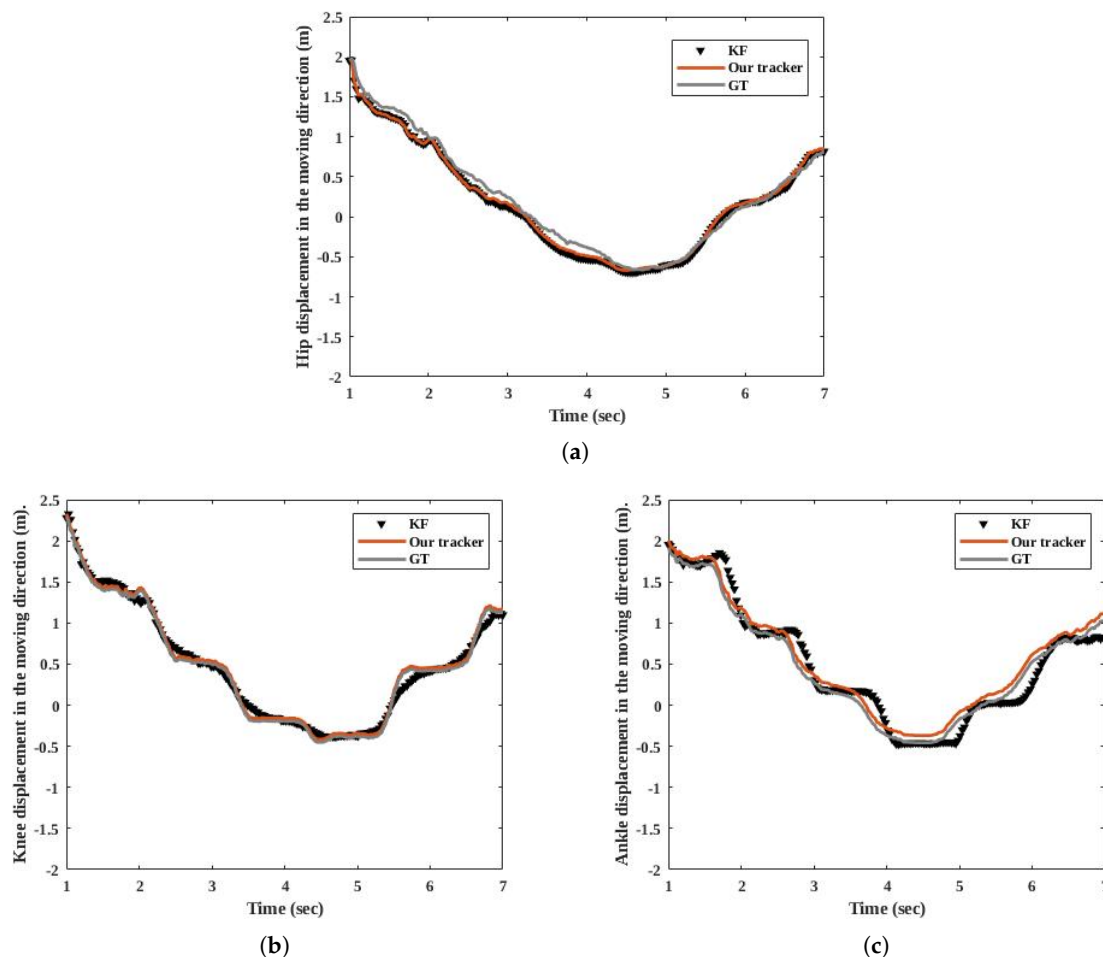 2.5
2
1.5
1
0.5
0
-0.5
-1
-1.5
-2
Hip displacement in the moving direction (m)
KF
Our tracker
GT
1 2 3 4 5 6 7
Time (sec)
(a)
2.5
2
1.5
1
0.5
0
-0.5
-1
-1.5
-2
Knee displacement in the moving direction (m).
KF
Our tracker
GT
1 2 3 4 5 6 7
Time (sec)
(b)
2.5
2
1.5
1
0.5
0
-0.5
-1
-1.5
-2
Ankle displacement in the moving direction (m).
KF
Our tracker
GT
1 2 3 4 5 6 7
Time (sec)
(c)